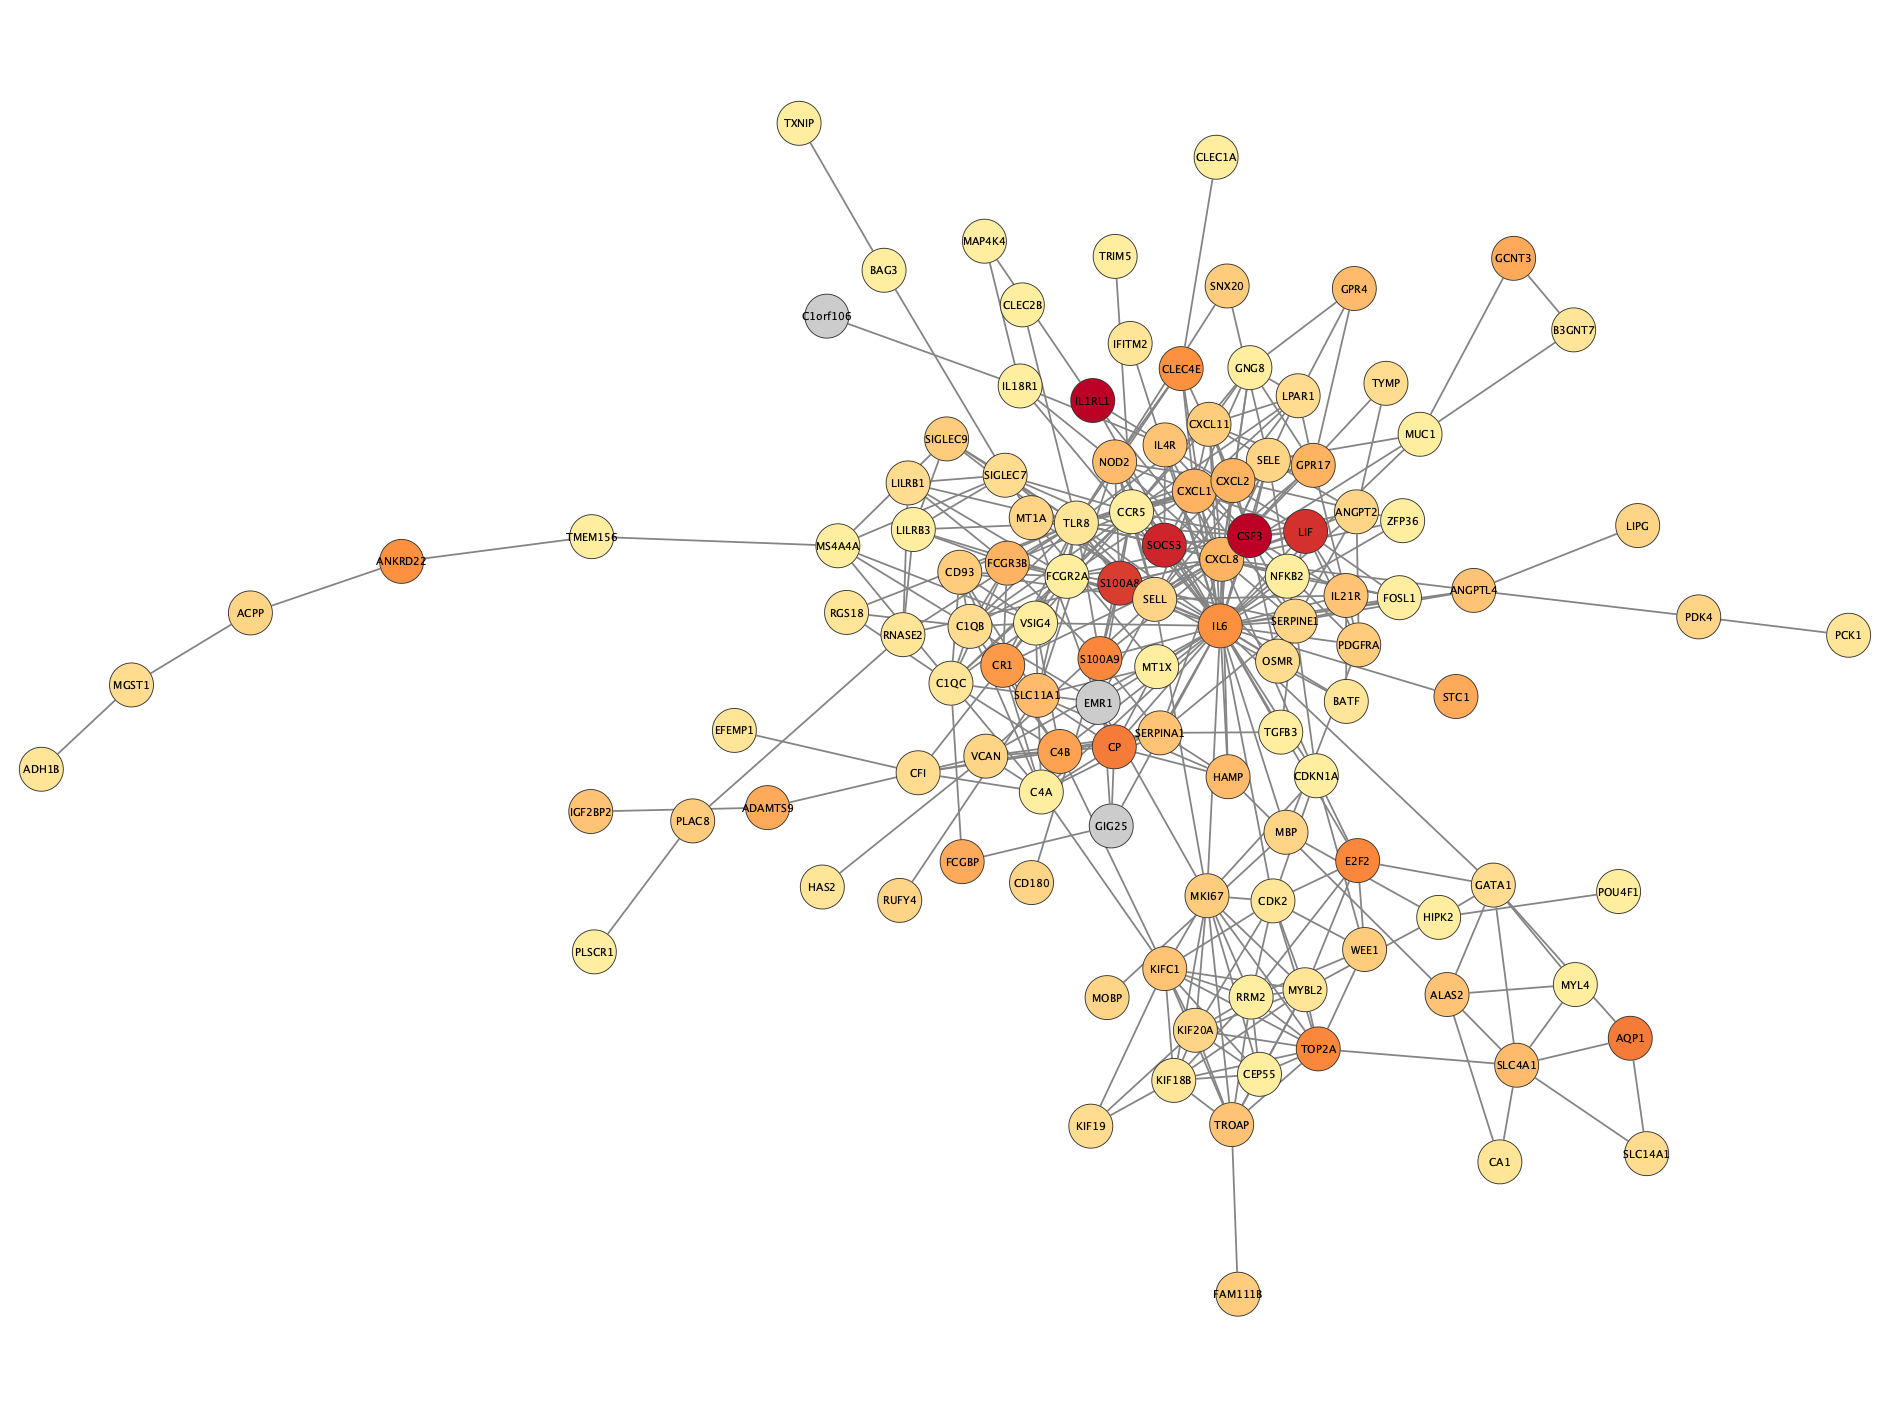 TXNIP
CLEC1A
MAP4K4
TRIM5
GCNT3
BAG3
SNX20
GPR4
CLEC2B
C1orf106
B3GNT7
IFITM2
CLEC4E
GNG8
IL18R1
TYMP
LPAR1
IL1RL1
CXCL11
MUC1
SIGLEC9
IL4R
NOD2
SELE
GPR17
SIGLEC7
LILRB1
CXCL2
CXCL1
CCR5
ANGPT2
MT1A
TLR8
ZFP36
LIPG
LILRB3
LIF
CSF3
TMEM156
MS4A4A
SOCS3
ANKRD22
CXCL8
FCGR3B
CD93
FCGR2A
NFKB2
S100A8
ANGPTL4
IL21R
FOSL1
SELL
ACPP
RGS18
PDK4
C1QB
VSIG4
IL6
SERPINE1
RNASE2
PCK1
PDGFRA
S100A9
OSMR
CR1
MT1X
MGST1
C1QC
SLC11A1
STC1
EMR1
BATF
EFEMP1
SERPINA1
TGFB3
CP
C4B
VCAN
ADH1B
CFI
HAMP
CDKN1A
C4A
ADAMTS9
IGF2BP2
PLAC8
GIG25
MBP
E2F2
FCGBP
CD180
GATA1
HAS2
POU4F1
MKI67
RUFY4
CDK2
HIPK2
WEE1
PLSCR1
KIFC1
MYL4
MYBL2
ALAS2
RRM2
MOBP
KIF20A
AQP1
TOP2A
SLC4A1
CEP55
KIF18B
TROAP
KIF19
SLC14A1
CA1
FAM111B